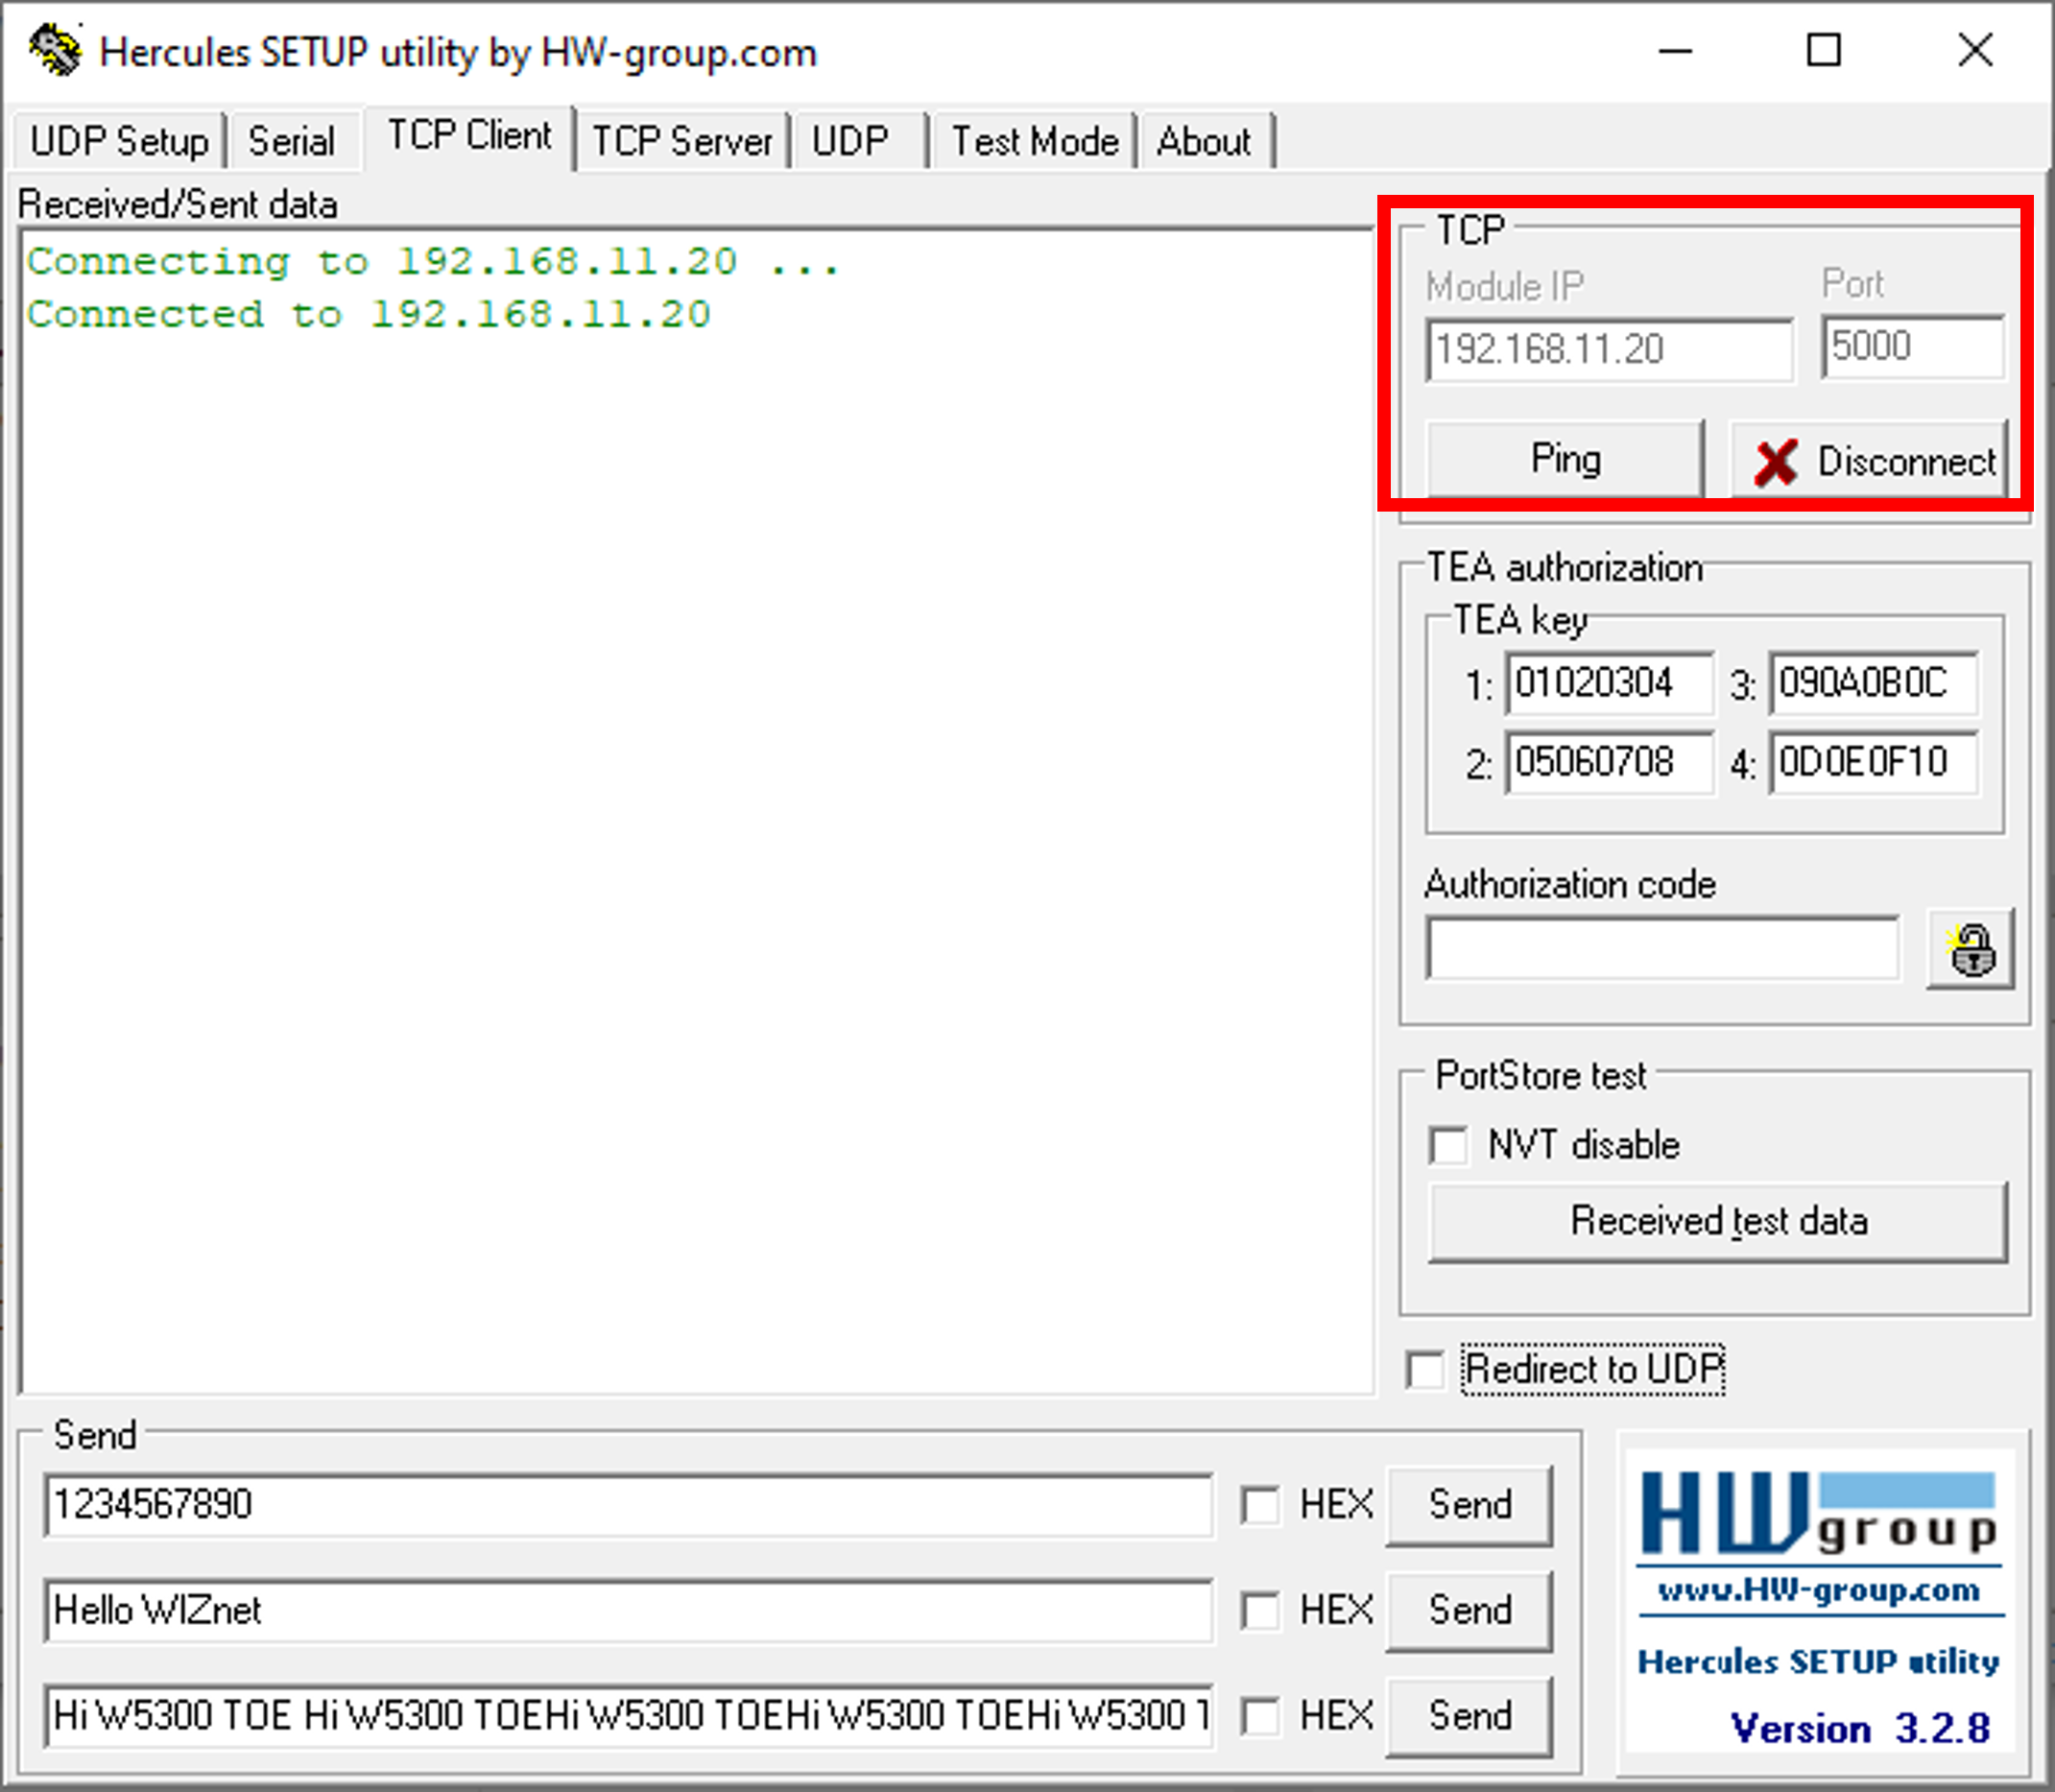 Hercules SETUP utility by HW-group.com
UDP Setup Serial TCP Client TCP Server UDP Test Mode About
Received/Sent data
Connecting to 192.168.11.20 ...
Connected to 192.168.11.20
TCP
Module IP Port
192.168.11.20 5000
Ping Disconnect
TEA authorization
TEA key
1: 01020304 3: 090A0B0C
2: 05060708 4: 0D0E0F10
Authorization code
PortStore test
NVT disable
Received test data
Redirect to UDP
Send
1234567890 HEX Send
Hello WIZnet HEX Send
Hi W5300 TOE Hi W5300 TOEHi W5300 TOEHi W5300 TOEHi W5300 HEX Send
HW group
www.HW-group.com
Hercules SETUP utility
Version 3.2.8